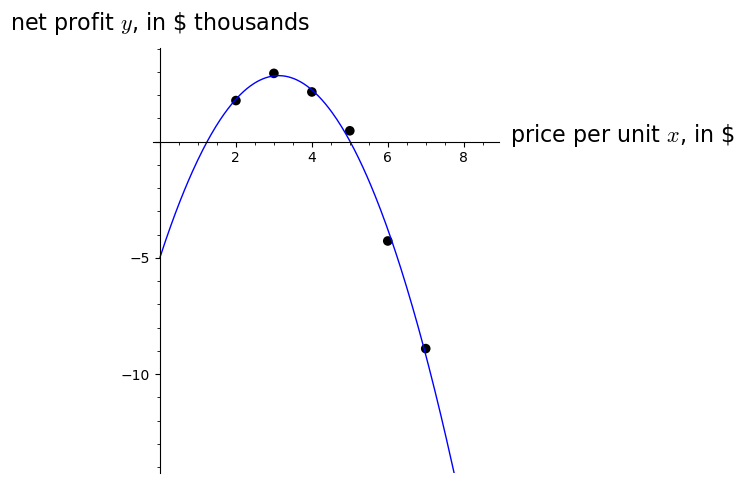 net profit y, in $ thousands
price per unit x, in $
2 4 6 8
−5
−10